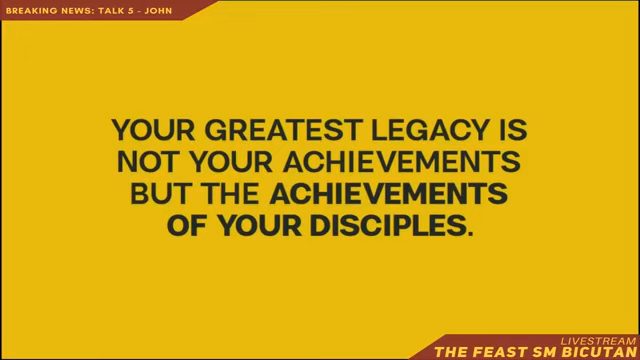 BREAKING NEWS: TALK 5 - JOHN
YOUR GREATEST LEGACY IS
NOT YOUR ACHIEVEMENTS
BUT THE ACHIEVEMENTS
OF YOUR DISCIPLES.
LIVESTREAM
THE FEAST SM BICUTAN